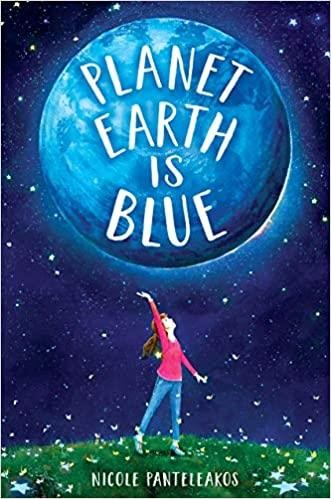 PLANET
EARTH
IS
BLUE
NICOLE PANTELEAKOS